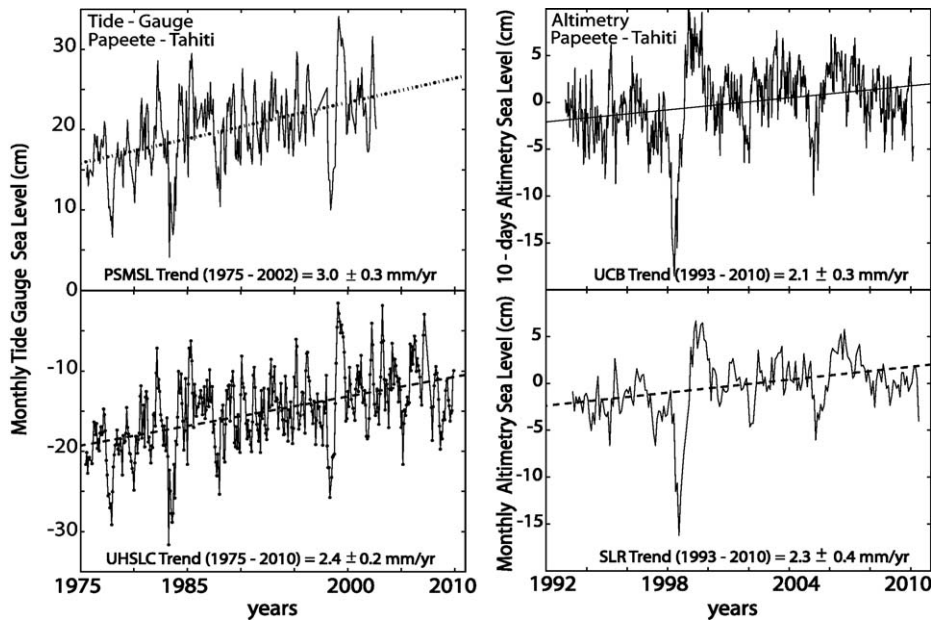 Tide - Gauge
Papeete - Tahiti
30
20
10
0
PSMSL Trend (1975 - 2002) = 3.0 ± 0.3 mm/yr
Monthly Tide Gauge Sea Level (cm)
-10
-20
-30
UHSLC Trend (1975 - 2010) = 2.4 ± 0.2 mm/yr
1975 1985 2000 2010
years
Altimetry
Papeete - Tahiti
5
0
-5
-10
-15
10 - days Altimetry Sea Level (cm)
UCB Trend (1993 - 2010) = 2.1 ± 0.3 mm/yr
5
0
-5
-10
-15
Monthly Altimetry Sea Level (cm)
SLR Trend (1993 - 2010) = 2.3 ± 0.4 mm/yr
1992 1998 2004 2010
years